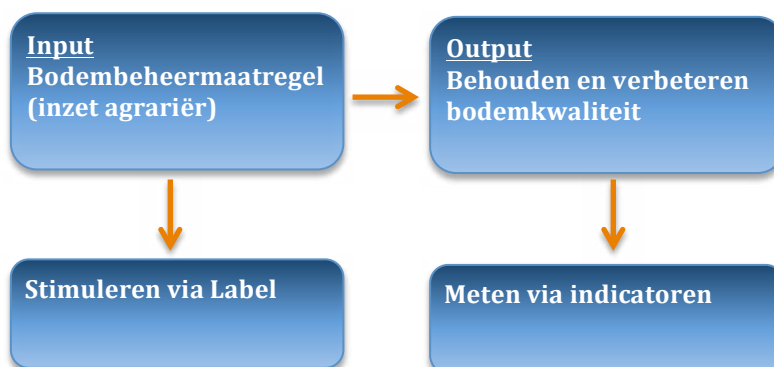 Input
Bodembeheermaatregel
(inzet agrariër)
Output
Behouden en verbeteren
bodemkwaliteit
Stimuleren via Label
Meten via indicatoren